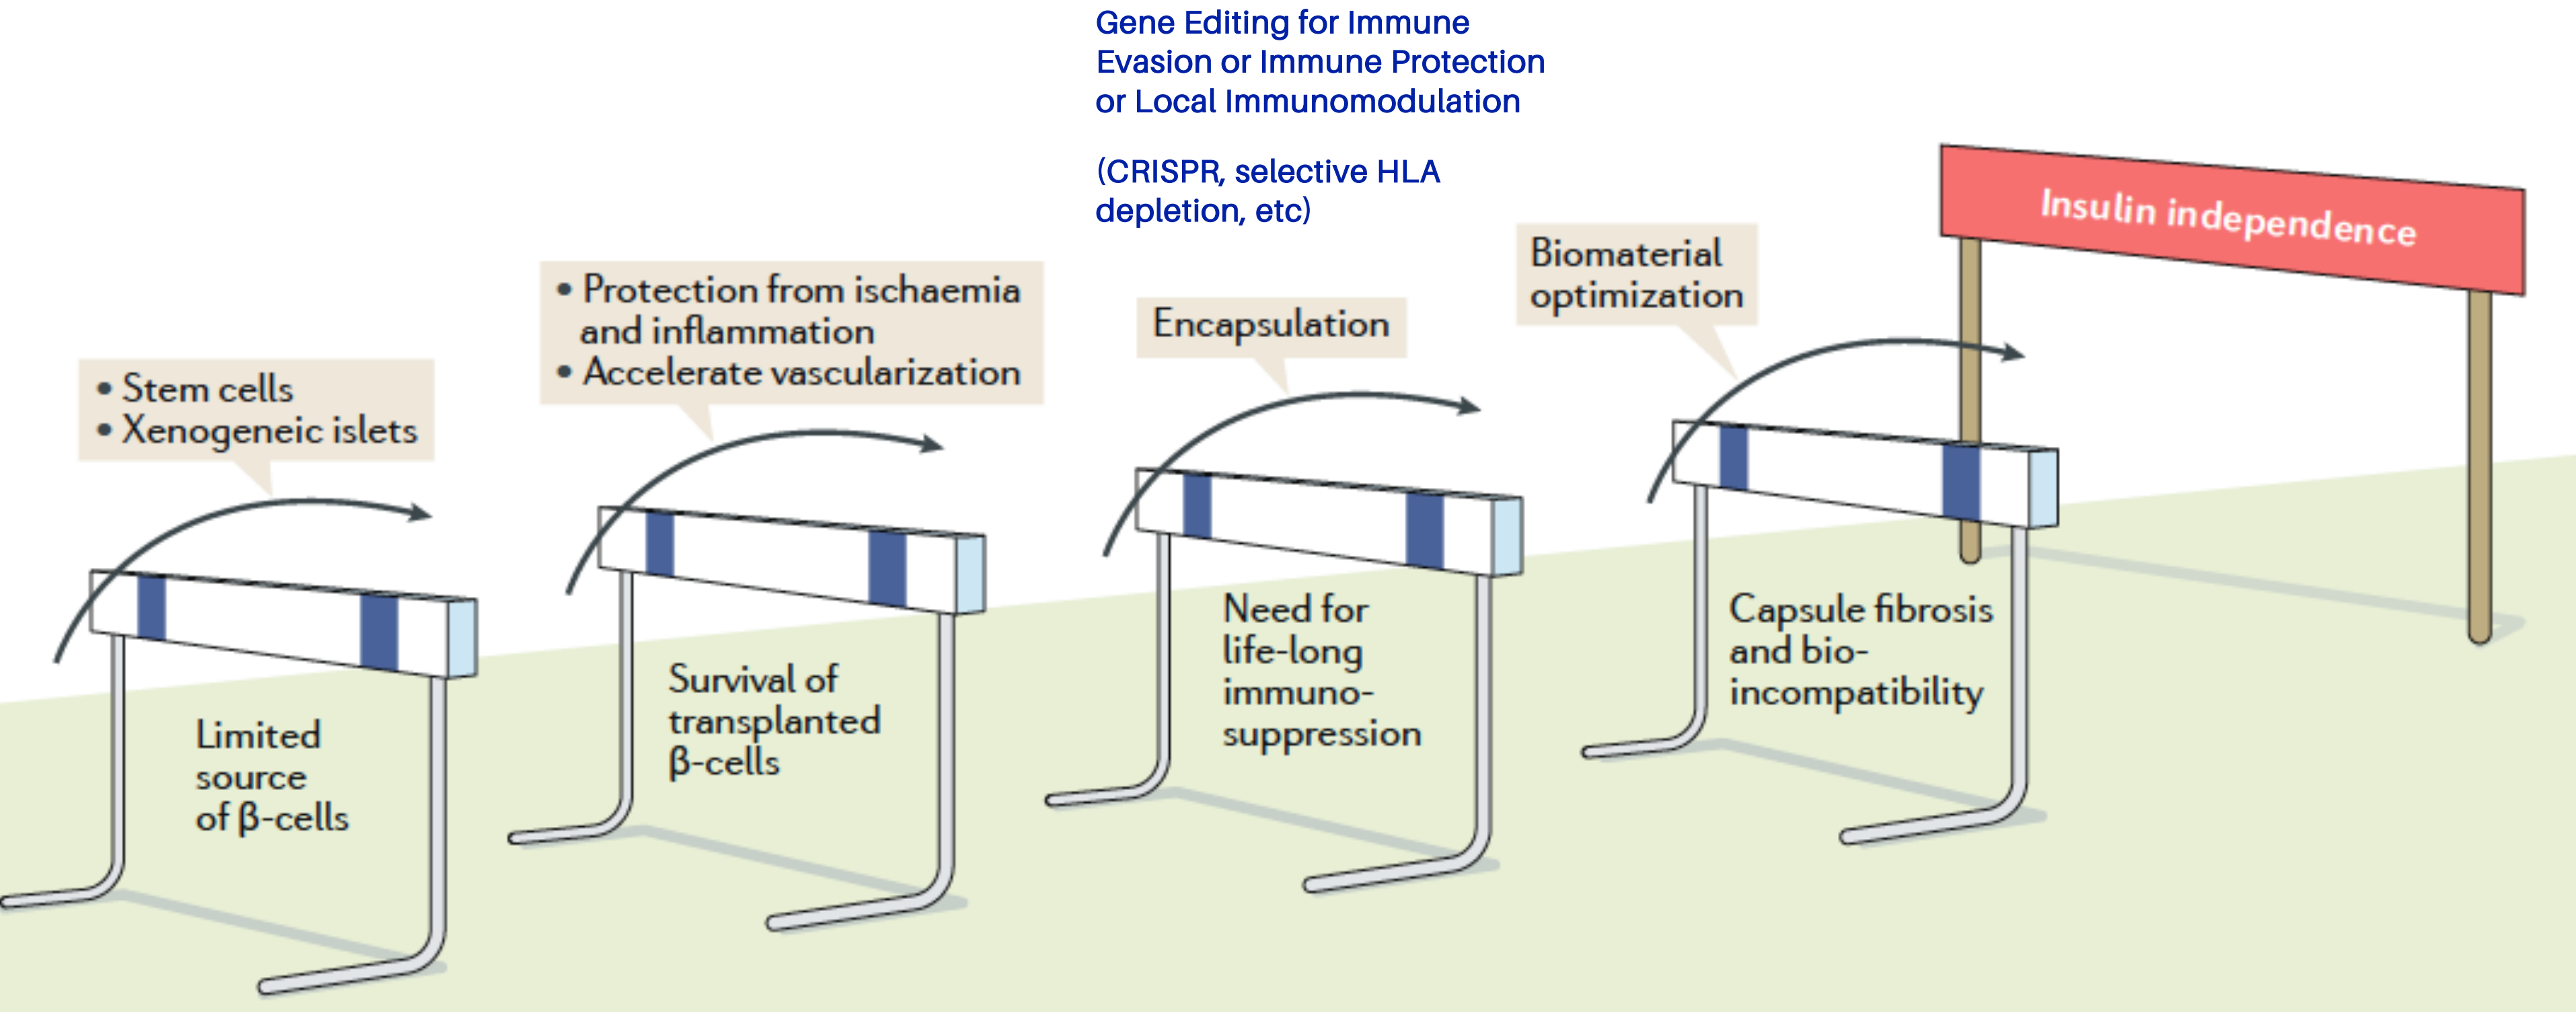 Gene Editing for Immune
Evasion or Immune Protection
or Local Immunomodulation
(CRISPR, selective HLA
depletion, etc)
• Stem cells
• Xenogeneic islets
• Protection from ischaemia
and inflammation
• Accelerate vascularization
Encapsulation
Biomaterial
optimization
Insulin independence
Limited
source
of β-cells
Survival of
transplanted
β-cells
Need for
life-long
immuno-
suppression
Capsule fibrosis
and bio-
incompatibility